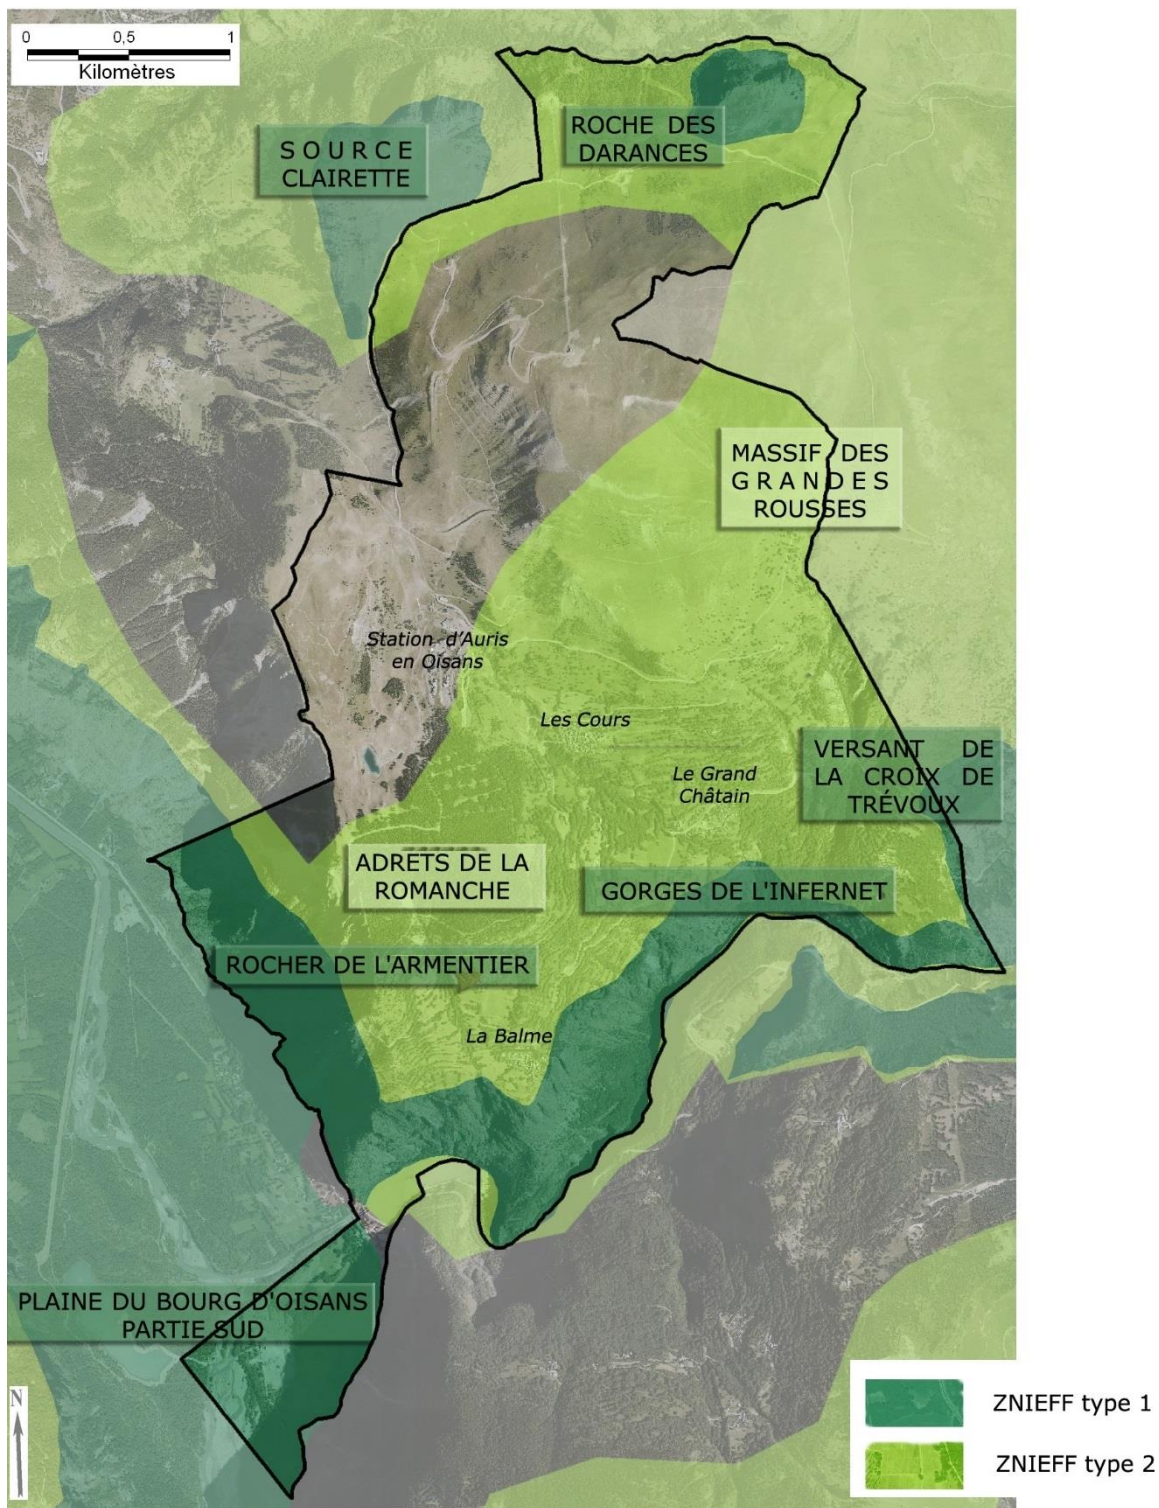 0 0,5 1
Kilomètres
ROCHE DES
DARANCES
SOURCE
CLAIRETTE
MASSIF DES
GRANDES
ROUSSES
Station d'Auris
en Oisans
Les Cours
VERSANT DE
LA CROIX DE
TRÉVOUX
Le Grand
Châtain
ADRETS DE LA
ROMANCHE
GORGES DE L'INFERNET
ROCHER DE L'ARMENTIER
La Balme
PLAINE DU BOURG D'OISANS
PARTIE SUD
N
ZNIEFF type 1
ZNIEFF type 2